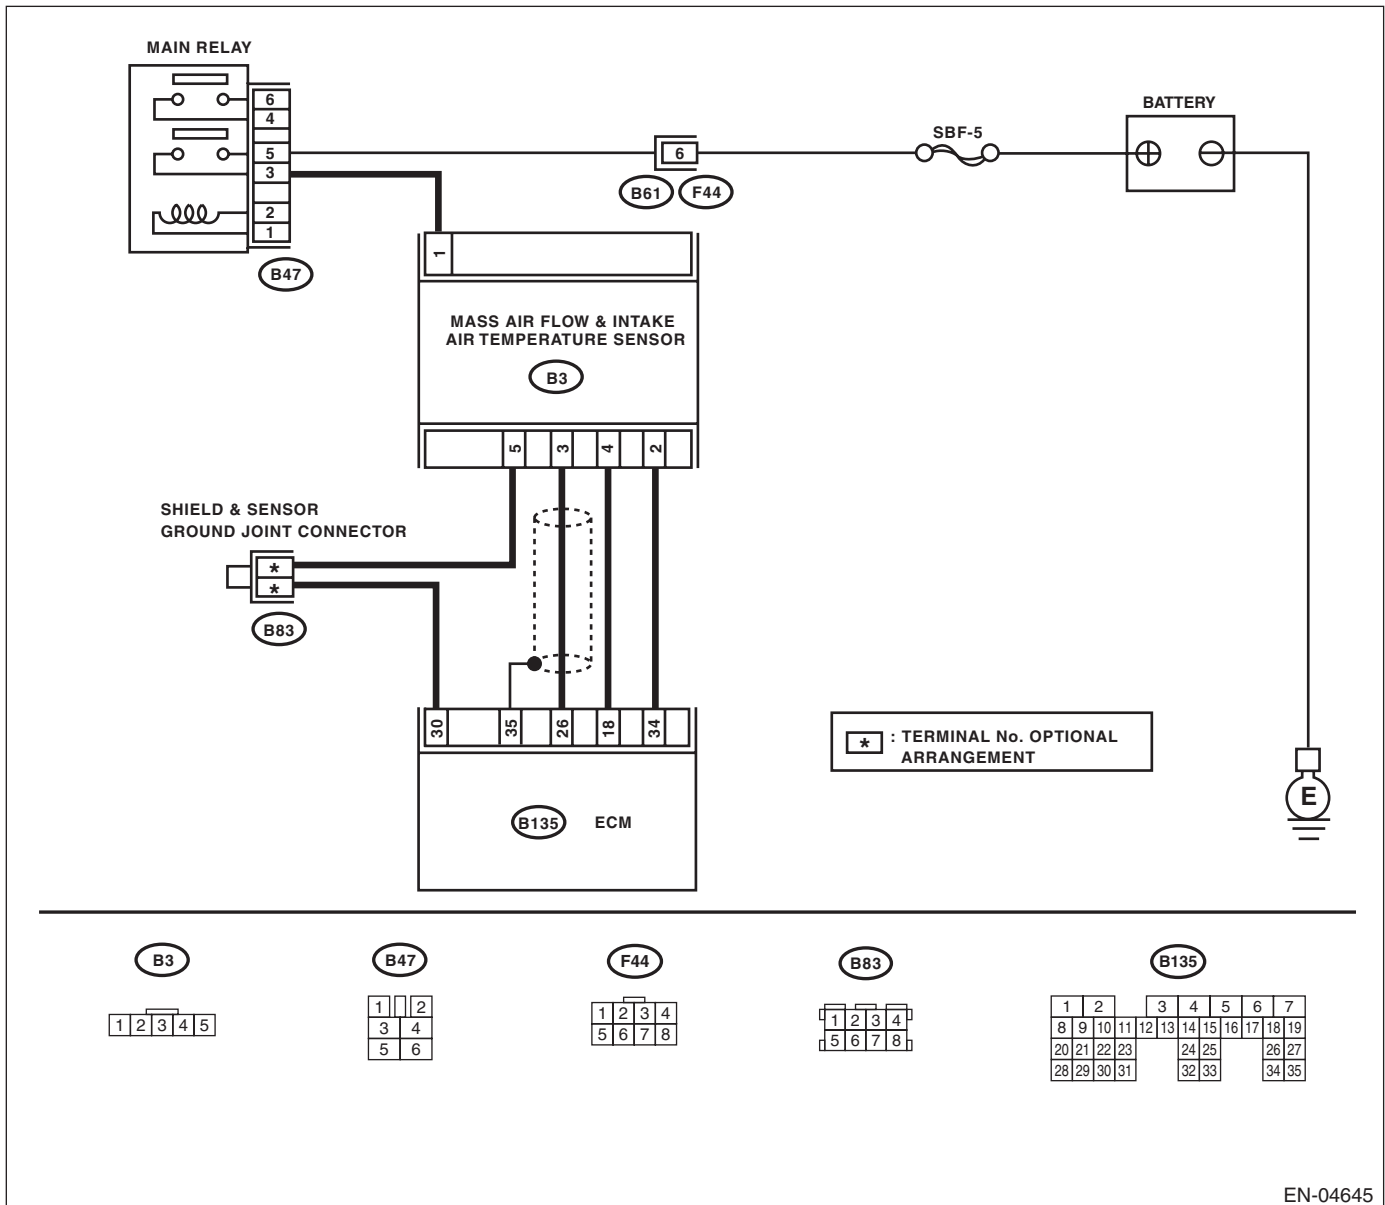 MAIN RELAY
6
4
5
3
2
1
B47
6
B61 F44
SBF-5
BATTERY
1
MASS AIR FLOW & INTAKE
AIR TEMPERATURE SENSOR
B3
5 3 4 2
SHIELD & SENSOR
GROUND JOINT CONNECTOR
*
*
B83
30 35 26 18 34
B135 ECM
* : TERMINAL No. OPTIONAL
ARRANGEMENT
E
B3
1 2 3 4 5
B47
1 2
3 4
5 6
F44
1 2 3 4
5 6 7 8
B83
1 2 3 4
5 6 7 8
B135
1 2 3 4 5 6 7
8 9 10 11 12 13 14 15 16 17 18 19
20 21 22 23 24 25 26 27
28 29 30 31 32 33 34 35
EN-04645